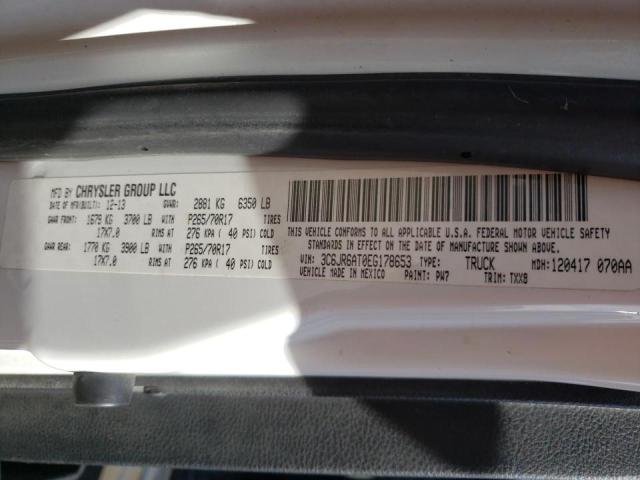 MFD BY CHRYSLER GROUP LLC
DATE OF MFR(BUILT): 12-13 GVWR: 2881 KG 6350 LB
GAWR FRONT: 1679 KG 3700 LB WITH P265/70R17 TIRES
17X7.0 RIMS AT 276 KPA ( 40 PSI) COLD
GAWR REAR: 1770 KG 3900 LB WITH P265/70R17 TIRES
17X7.0 RIMS AT 276 KPA ( 40 PSI) COLD
THIS VEHICLE CONFORMS TO ALL APPLICABLE U.S.A. FEDERAL MOTOR VEHICLE SAFETY
STANDARDS IN EFFECT ON THE DATE OF MANUFACTURE SHOWN ABOVE.
VIN: 3C6JR6AT0EG178653 TYPE: TRUCK MDH: 120417 070AA
VEHICLE MADE IN MEXICO PAINT: PW7 TRIM: TXX8